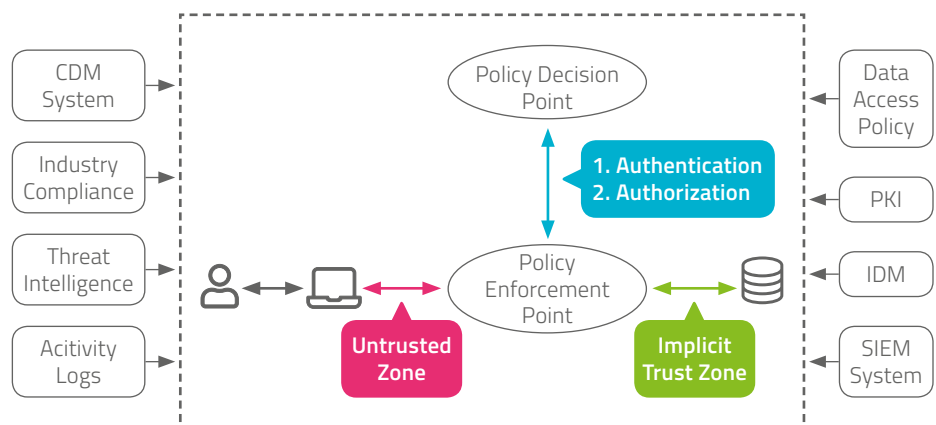 CDM
System
Industry
Compliance
Threat
Intelligence
Acitivity
Logs
Policy Decision
Point
1. Authentication
2. Authorization
Policy
Enforcement
Point
Untrusted
Zone
Implicit
Trust Zone
Data
Access
Policy
PKI
IDM
SIEM
System